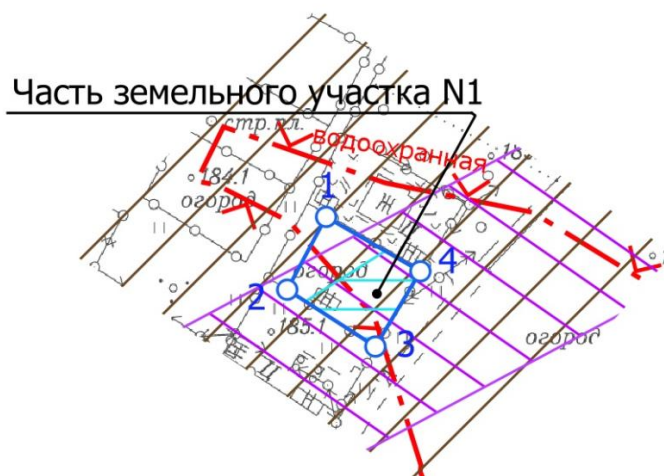 Часть земельного участка N1
стр.пл.
водоохранная
184.1
огород
1
4
огород
2
185.1
3
огород